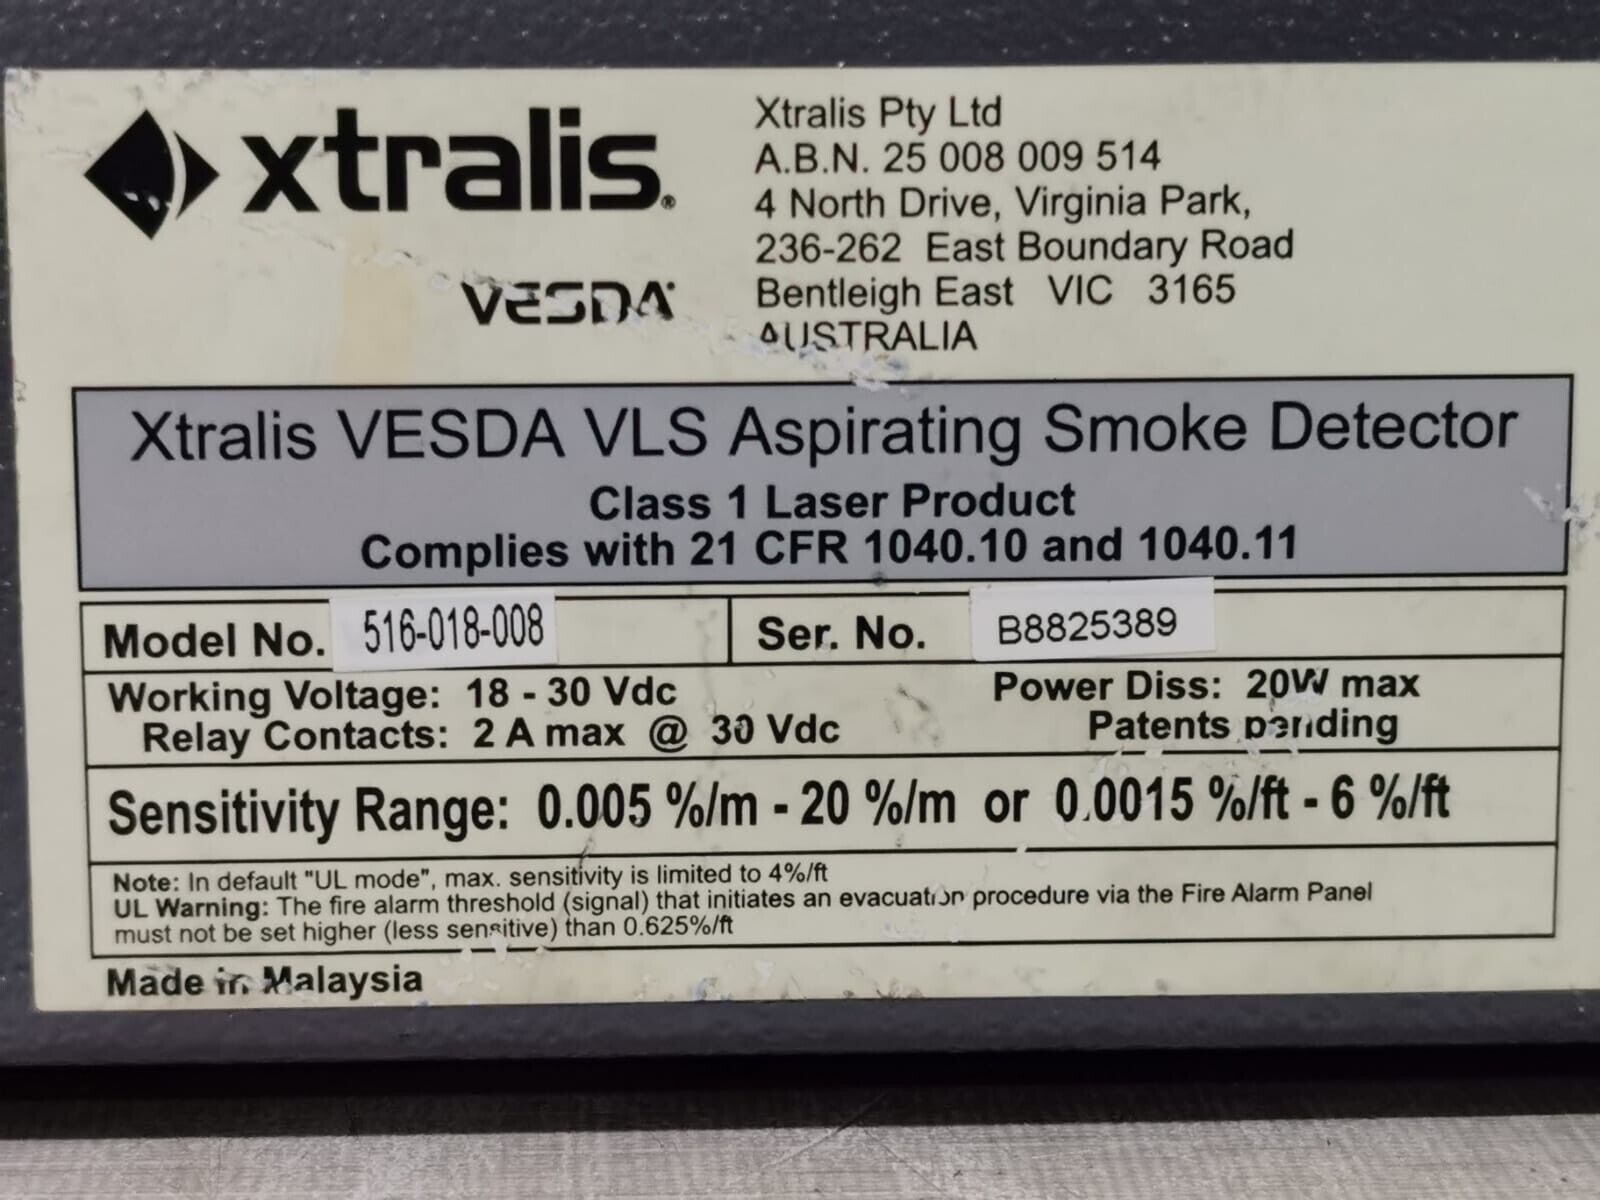 xtralis®
VESDA
Xtralis Pty Ltd
A.B.N. 25 008 009 514
4 North Drive, Virginia Park,
236-262 East Boundary Road
Bentleigh East VIC 3165
AUSTRALIA
Xtralis VESDA VLS Aspirating Smoke Detector
Class 1 Laser Product
Complies with 21 CFR 1040.10 and 1040.11
Model No. 516-018-008 Ser. No. B8825389
Working Voltage: 18 - 30 Vdc Power Diss: 20W max
Relay Contacts: 2 A max @ 30 Vdc Patents pending
Sensitivity Range: 0.005 %/m - 20 %/m or 0.0015 %/ft - 6 %/ft
Note: In default "UL mode", max. sensitivity is limited to 4%/ft
UL Warning: The fire alarm threshold (signal) that initiates an evacuation procedure via the Fire Alarm Panel
must not be set higher (less sensitive) than 0.625%/ft
Made in Malaysia